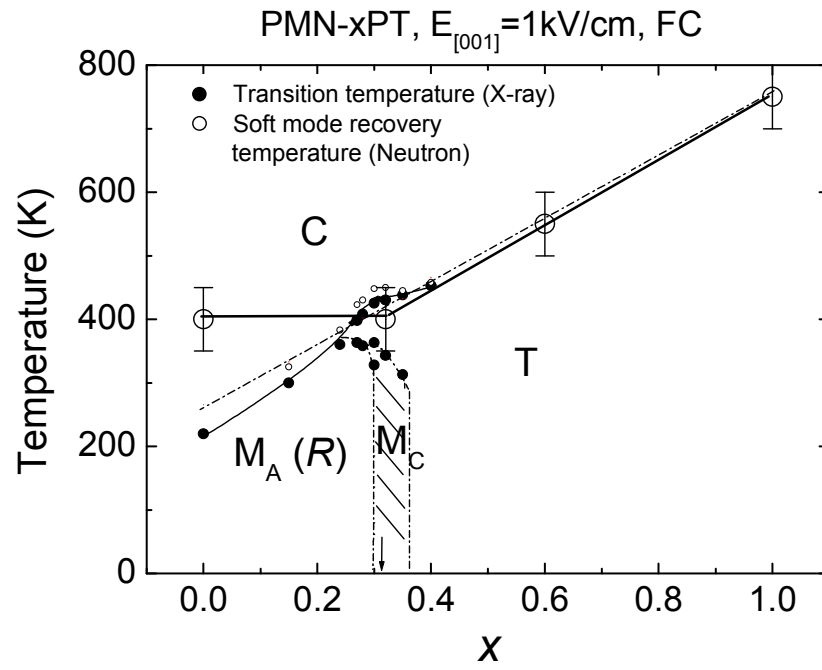 PMN-xPT, E[001]=1kV/cm, FC
800
Transition temperature (X-ray)
Soft mode recovery
temperature (Neutron)
600
C
400
T
200
MA (R)
MC
0
0.0 0.2 0.4 0.6 0.8 1.0
Temperature (K)
x